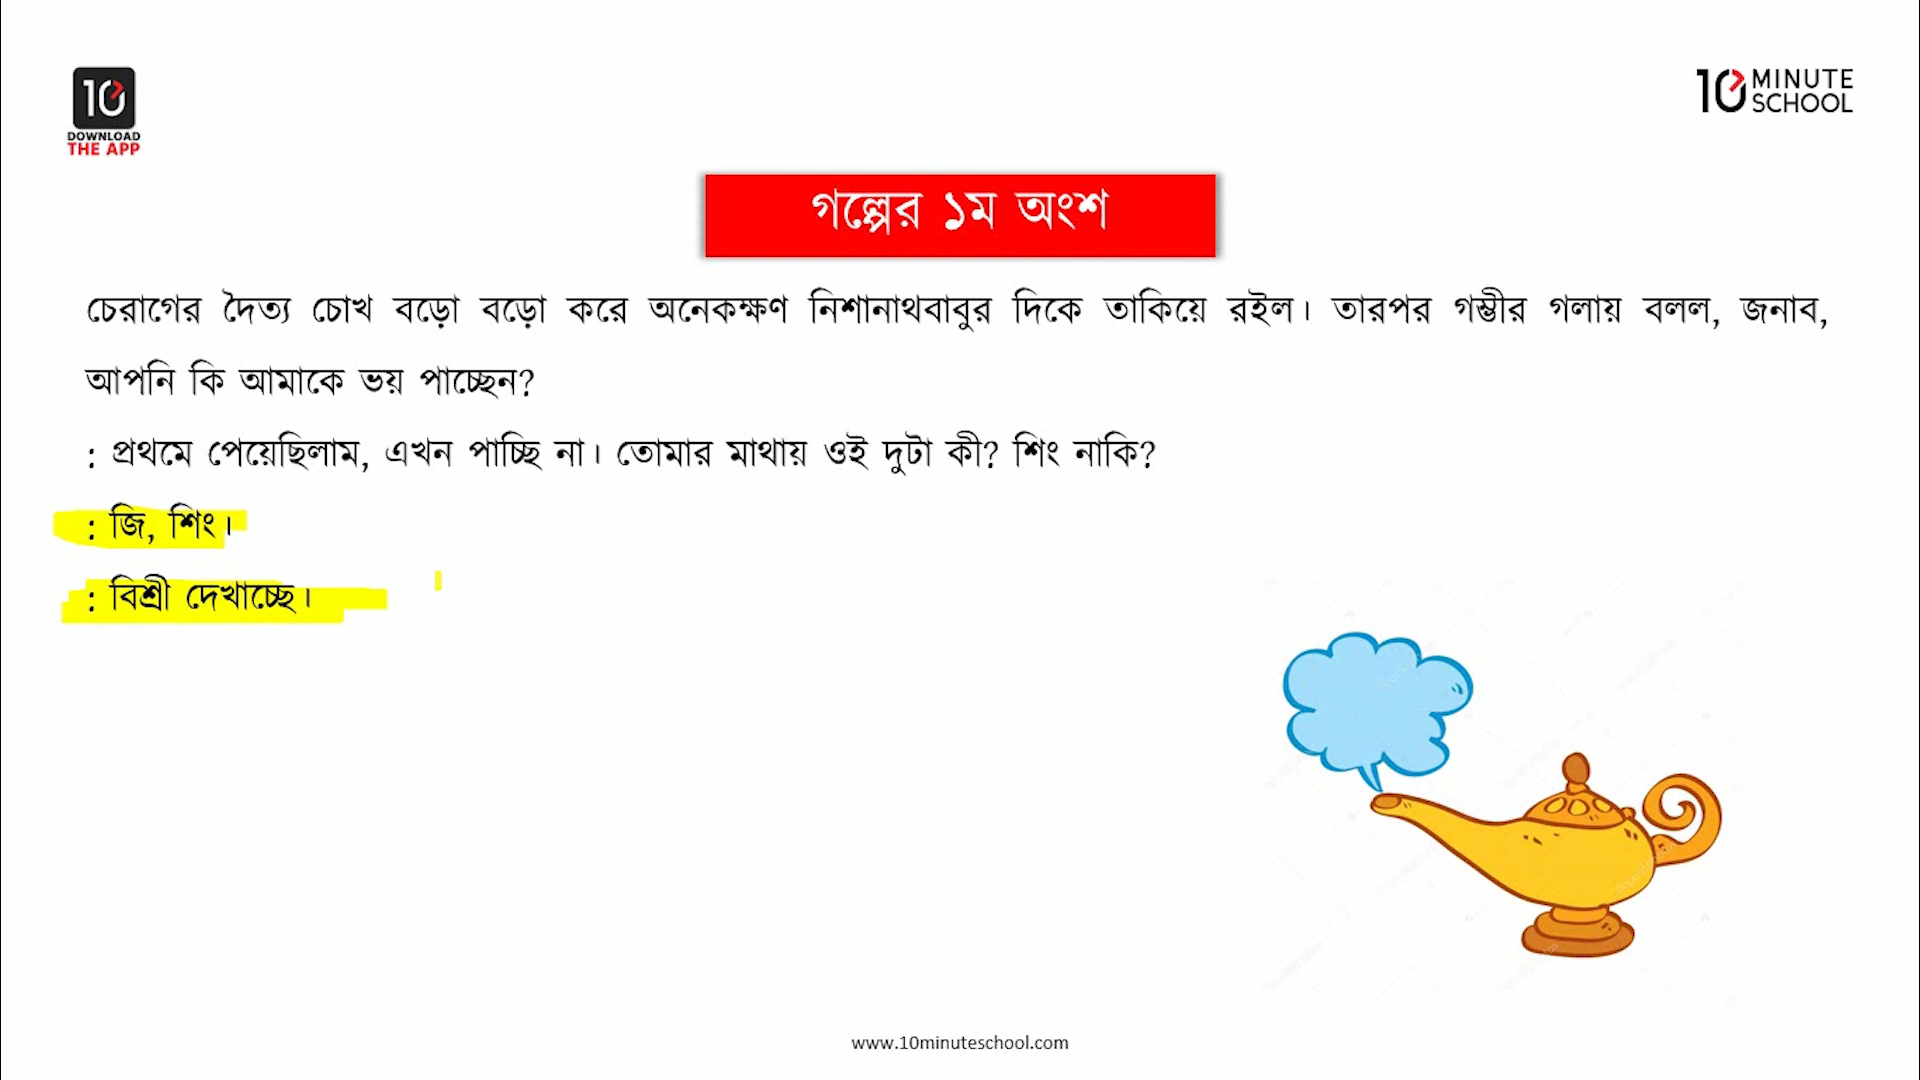 10
DOWNLOAD
THE APP
10 MINUTE
SCHOOL
গল্পের ১ম অংশ
চেরাগের দৈত্য চোখ বড়ো বড়ো করে অনেকক্ষণ নিশানাথবাবুর দিকে তাকিয়ে রইল। তারপর গম্ভীর গলায় বলল, জনাব,
আপনি কি আমাকে ভয় পাচ্ছেন?
: প্রথমে পেয়েছিলাম, এখন পাচ্ছি না। তোমার মাথায় ওই দুটা কী? শিং নাকি?
: জি, শিং।
: বিশ্রী দেখাচ্ছে।
www.10minuteschool.com